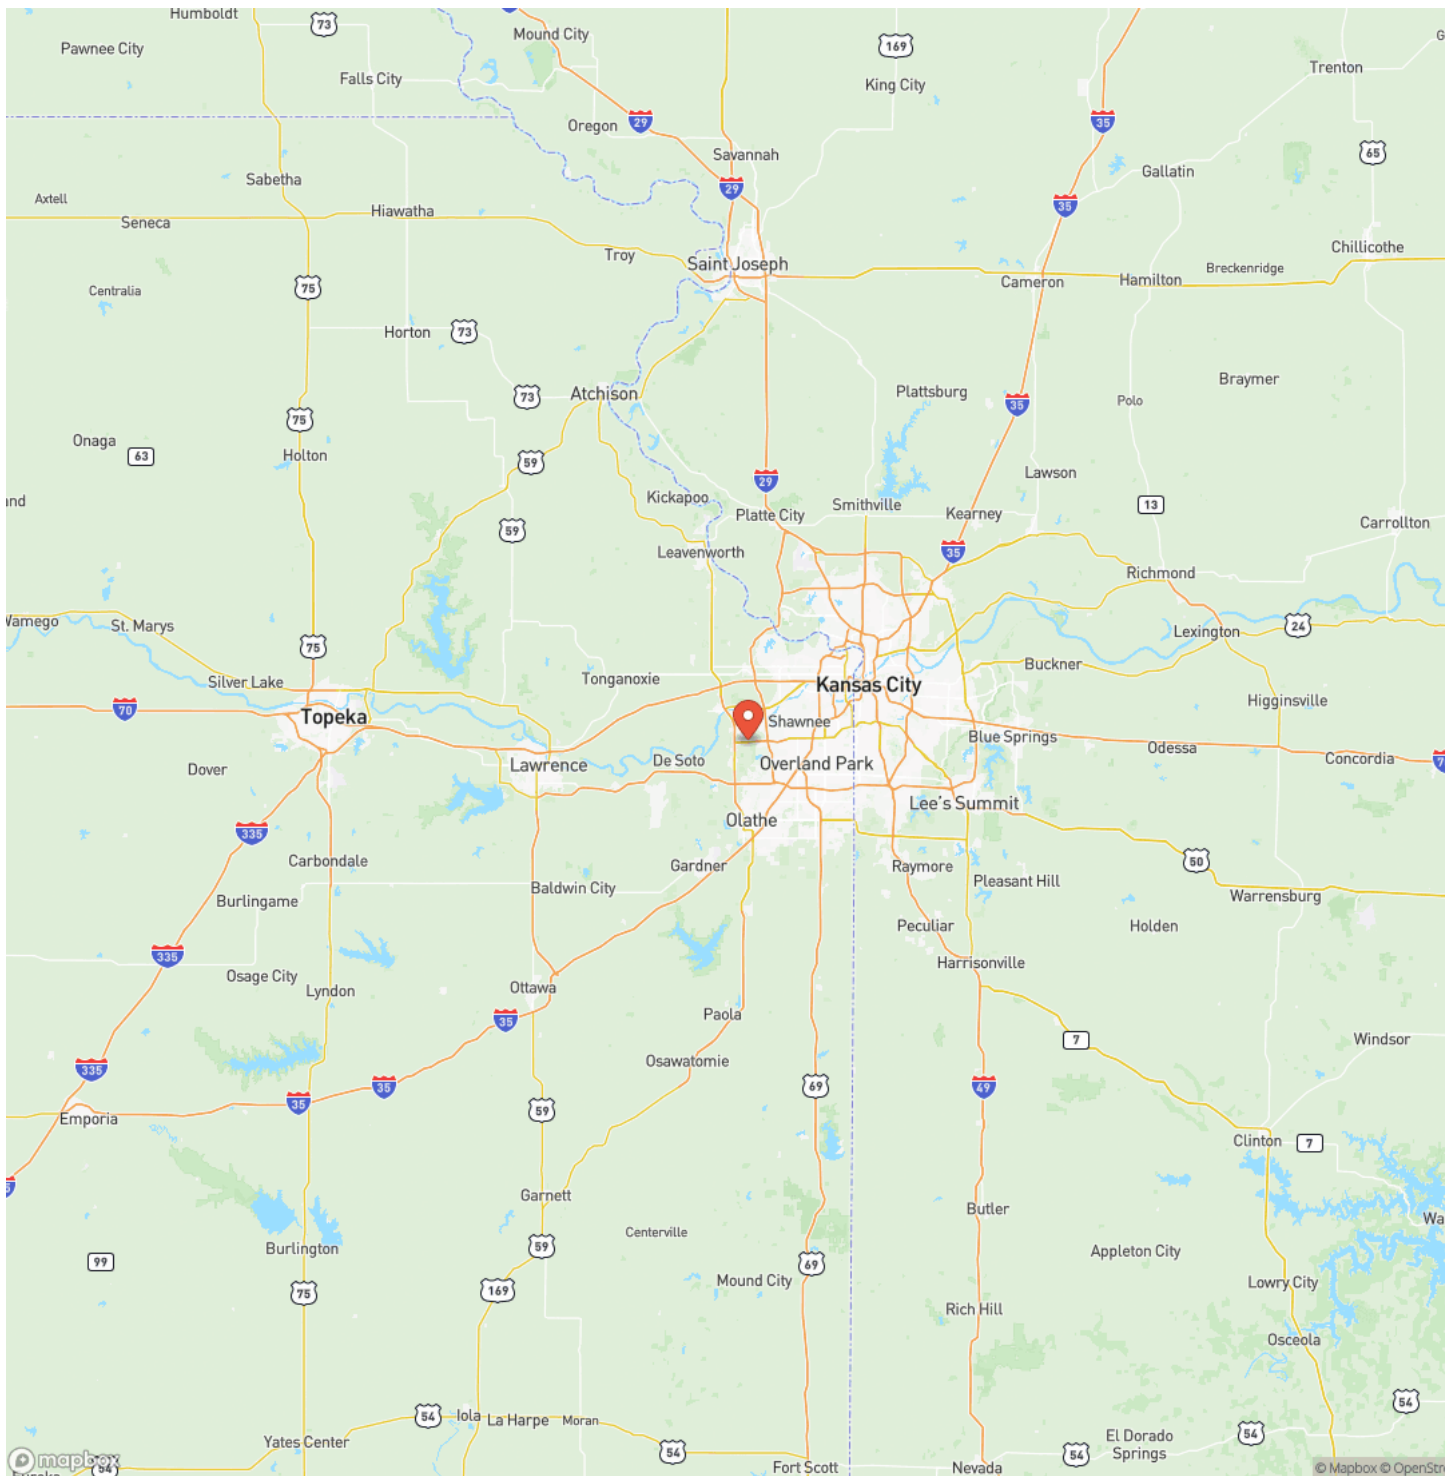 Humboldt
73
Mound City
169
G
Pawnee City
Falls City
King City
Trenton
29
35
Oregon
65
Savannah
Gallatin
Sabetha
29
Axtell
Hiawatha
35
Seneca
Troy
Chillicothe
Saint Joseph
Breckenridge
Cameron
Hamilton
75
Centralia
Horton
73
Braymer
Atchison
Plattsburg
73
Polo
35
75
Onaga
63
Holton
59
Lawson
29
Kickapoo
Smithville
13
and
Platte City
Kearney
Carrollton
59
Leavenworth
35
Richmond
Wamego
St. Marys
24
Lexington
75
Buckner
Tonganoxie
Silver Lake
Kansas City
Higginsville
70
Topeka
Shawnee
Blue Springs
Odessa
De Soto
Overland Park
Concordia
7
Dover
Lawrence
Lee's Summit
Olathe
335
Carbondale
50
Gardner
Raymore
Baldwin City
Pleasant Hill
Burlingame
Warrensburg
Peculiar
Holden
335
Harrisonville
Osage City
Lyndon
Ottawa
Paola
35
7
Windsor
Osawatomie
335
35
69
49
35
59
Emporia
Clinton
7
5
Garnett
Butler
Wa
Centerville
59
Burlington
Appleton City
99
69
Mound City
Lowry City
75
169
Rich Hill
Osceola
54
54
Iola
La Harpe
Moran
54
El Dorado
Springs
Yates Center
54
54
mapbox
54
Fort Scott
Nevada
© Mapbox © OpenStre